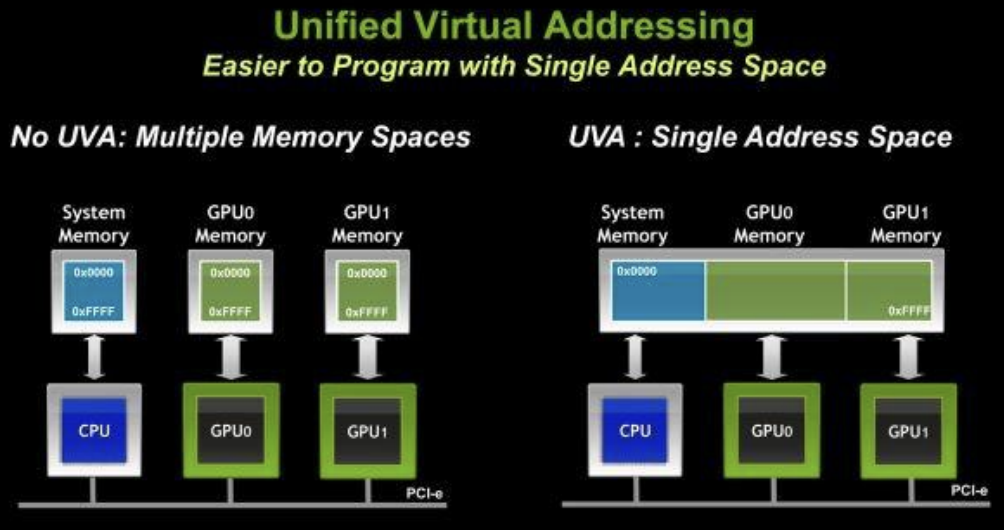 Unified Virtual Addressing
Easier to Program with Single Address Space
No UVA: Multiple Memory Spaces
System
Memory
GPU0
Memory
GPU1
Memory
0x0000
0xFFFF
0x0000
0xFFFF
0x0000
0xFFFF
CPU
GPU0
GPU1
PCI-e
UVA : Single Address Space
System
Memory
GPU0
Memory
GPU1
Memory
0x0000
0xFFFF
CPU
GPU0
GPU1
PCI-e